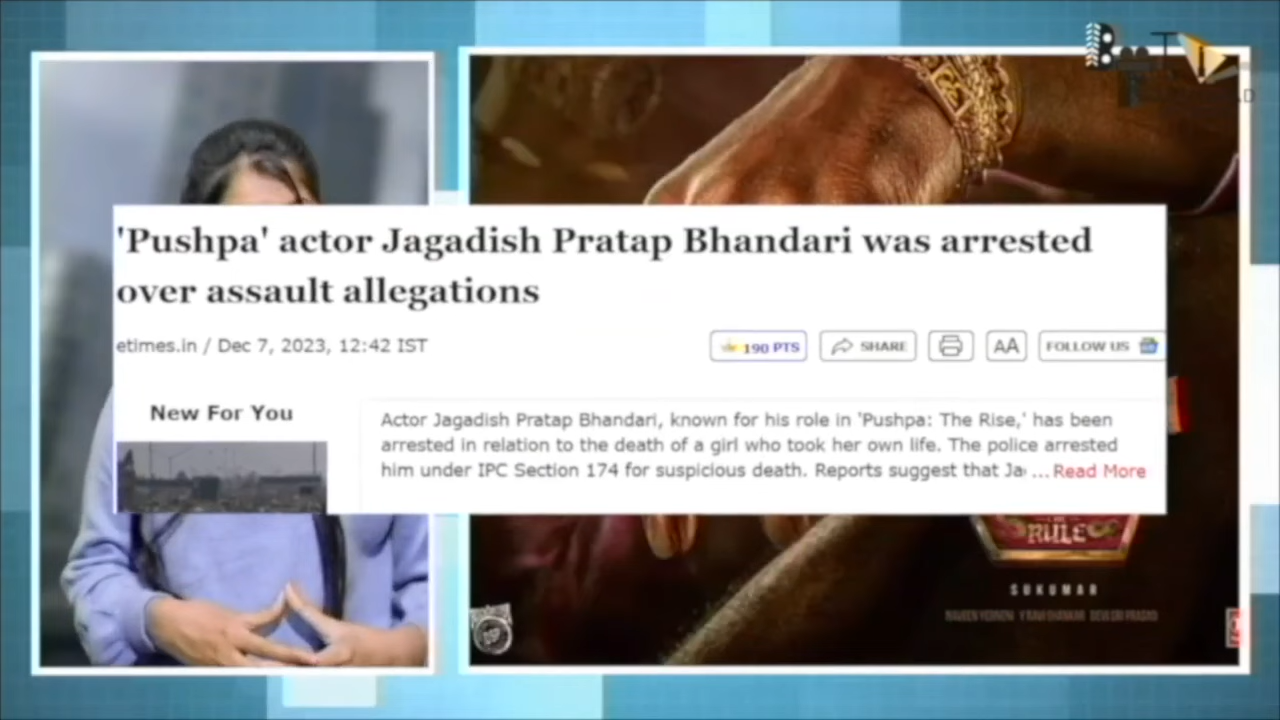 'Pushpa' actor Jagadish Pratap Bhandari was arrested
over assault allegations
etimes.in / Dec 7, 2023, 12:42 IST
190 PTS
SHARE
AA
FOLLOW US
New For You
Actor Jagadish Pratap Bhandari, known for his role in 'Pushpa: The Rise,' has been
arrested in relation to the death of a girl who took her own life. The police arrested
him under IPC Section 174 for suspicious death. Reports suggest that Ja ... Read More
RULE
SUKUMAR